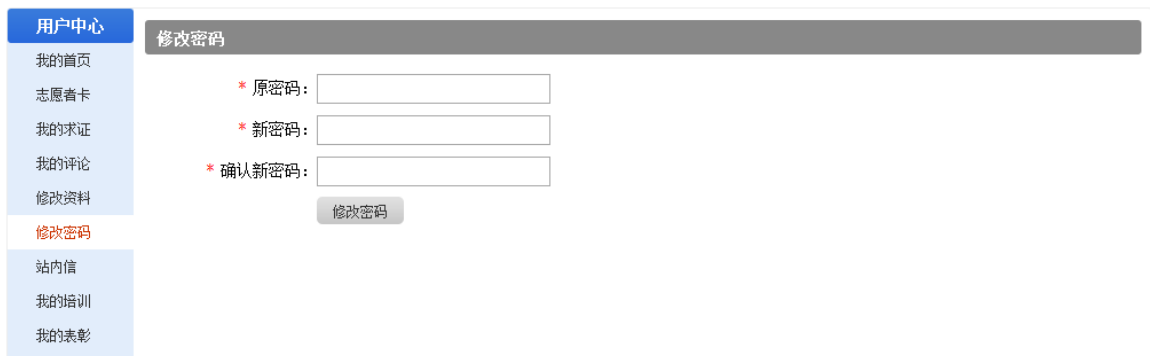 用户中心
我的首页
志愿者卡
我的求证
我的评论
修改资料
修改密码
站内信
我的培训
我的表彰
修改密码
* 原密码：
* 新密码：
* 确认新密码：
修改密码